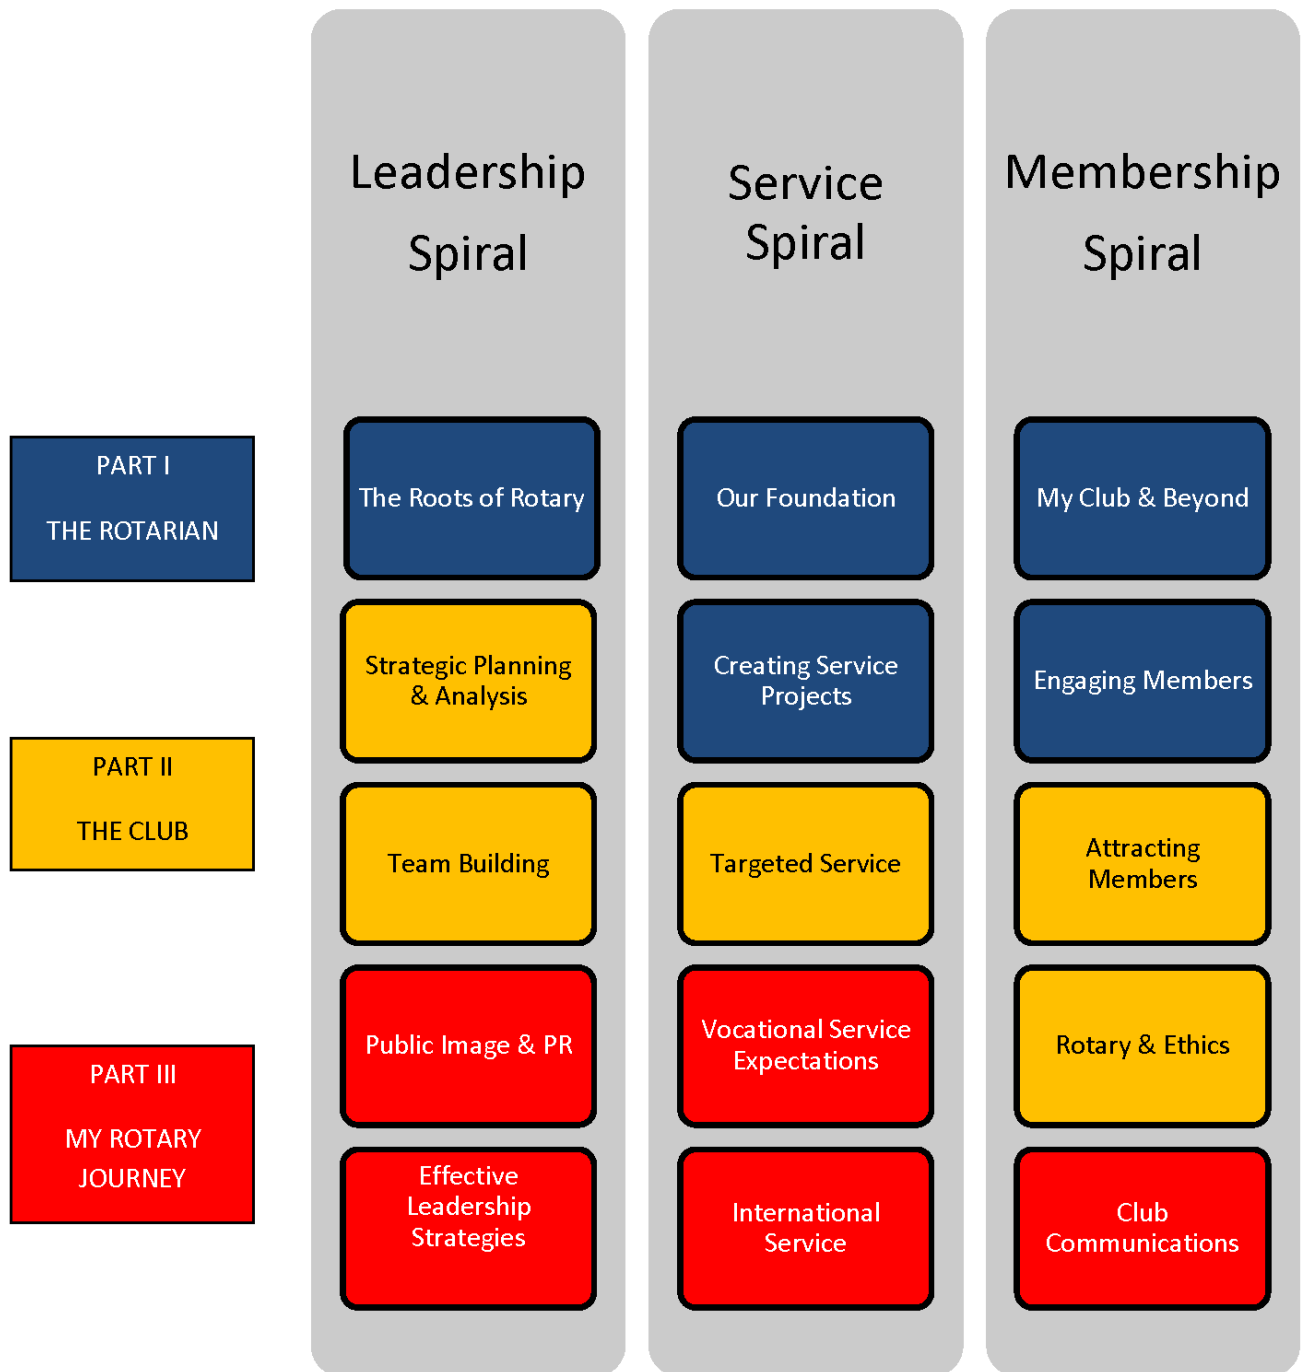 Leadership
Spiral
Service
Spiral
Membership
Spiral
PART I
THE ROTARIAN
The Roots of Rotary
Our Foundation
My Club & Beyond
Strategic Planning
& Analysis
Creating Service
Projects
Engaging Members
PART II
THE CLUB
Team Building
Targeted Service
Attracting
Members
Public Image & PR
Vocational Service
Expectations
Rotary & Ethics
PART III
MY ROTARY
JOURNEY
Effective
Leadership
Strategies
International
Service
Club
Communications